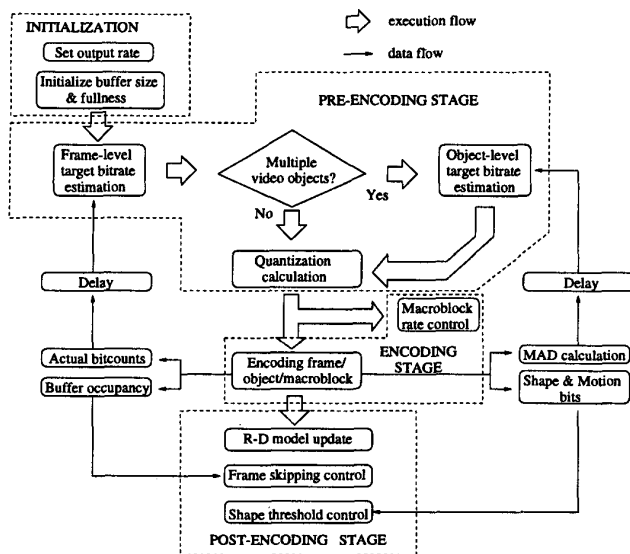 INITIALIZATION
Set output rate
Initialize buffer size
& fullness
execution flow
data flow
PRE-ENCODING STAGE
Frame-level
target bitrate
estimation
Multiple
video objects?
Yes
No
Object-level
target bitrate
estimation
Quantization
calculation
Delay
Delay
Macroblock
rate control
ENCODING
STAGE
Actual bitcounts
Buffer occupancy
Encoding frame/
object/macroblock
MAD calculation
Shape & Motion
bits
R-D model update
Frame skipping control
Shape threshold control
POST-ENCODING STAGE